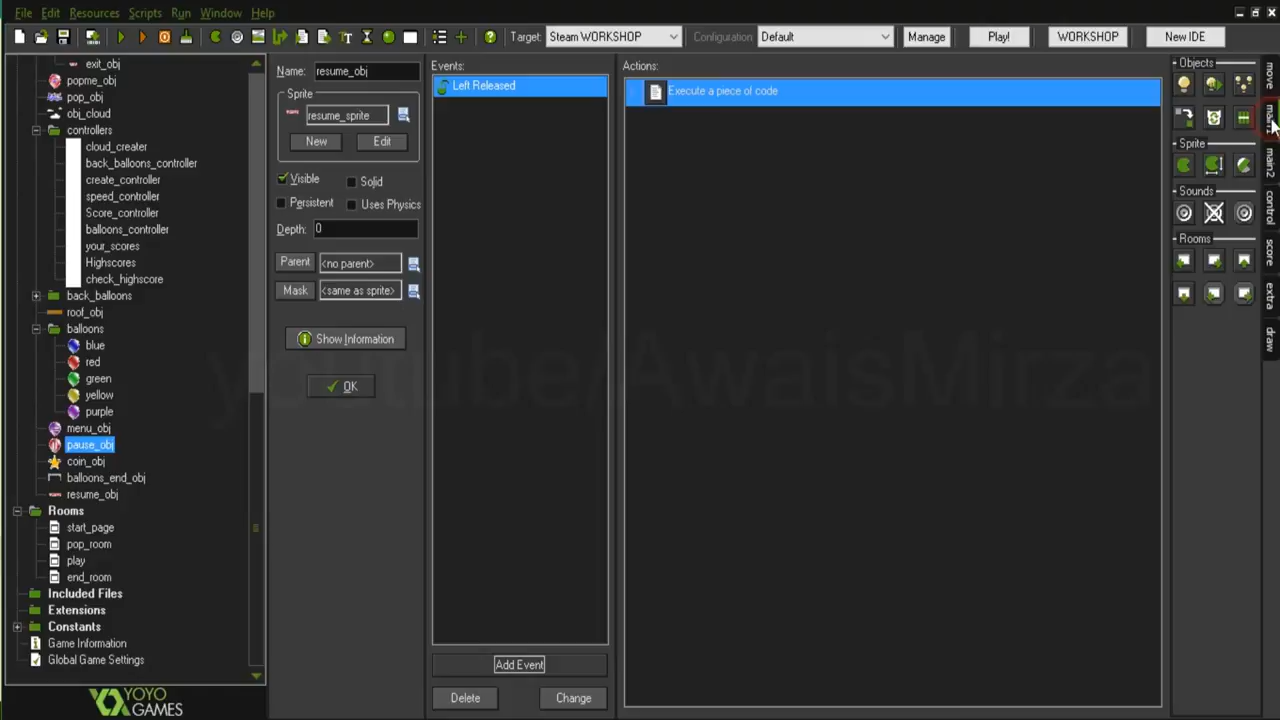 File Edit Resources Scripts Run Window Help
Target: Steam WORKSHOP Configuration: Default Manage Play! WORKSHOP New IDE
exit_obj
popme_obj
pop_obj
obj_cloud
controllers
cloud_creater
back_balloons_controller
create_controller
speed_controller
Score_controller
balloons_controller
your_scores
Highscores
check_highscore
back_balloons
roof_obj
balloons
blue
red
green
yellow
purple
menu_obj
pause_obj
coin_obj
balloons_end_obj
resume_obj
Rooms
start_page
pop_room
play
end_room
Included Files
Extensions
Constants
Game Information
Global Game Settings
YOYO
GAMES
Name: resume_obj
Sprite
resume_sprite
New Edit
Visible Solid
Persistent Uses Physics
Depth: 0
Parent <no parent>
Mask <same as sprite>
Show Information
OK
Events:
Left Released
Add Event
Delete Change
Actions:
Execute a piece of code
Objects
Sprite
Sounds
Rooms
move
main1
main2
control
score
extra
draw
youtube/AwaisMirza